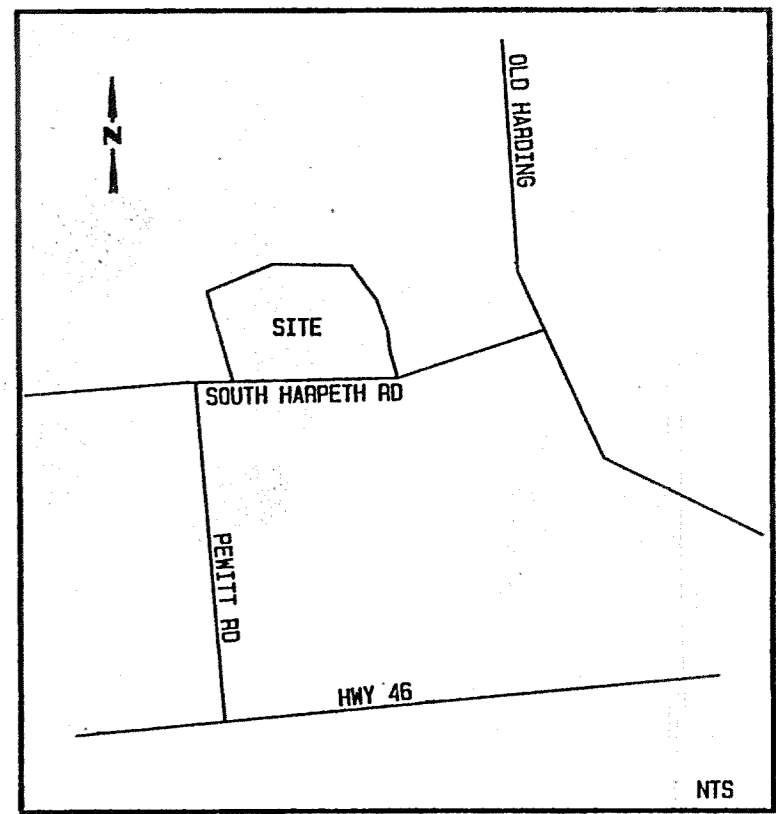 OLD HARDING
N
SITE
SOUTH HARPETH RD
PEWITT RD
HWY 46
NTS